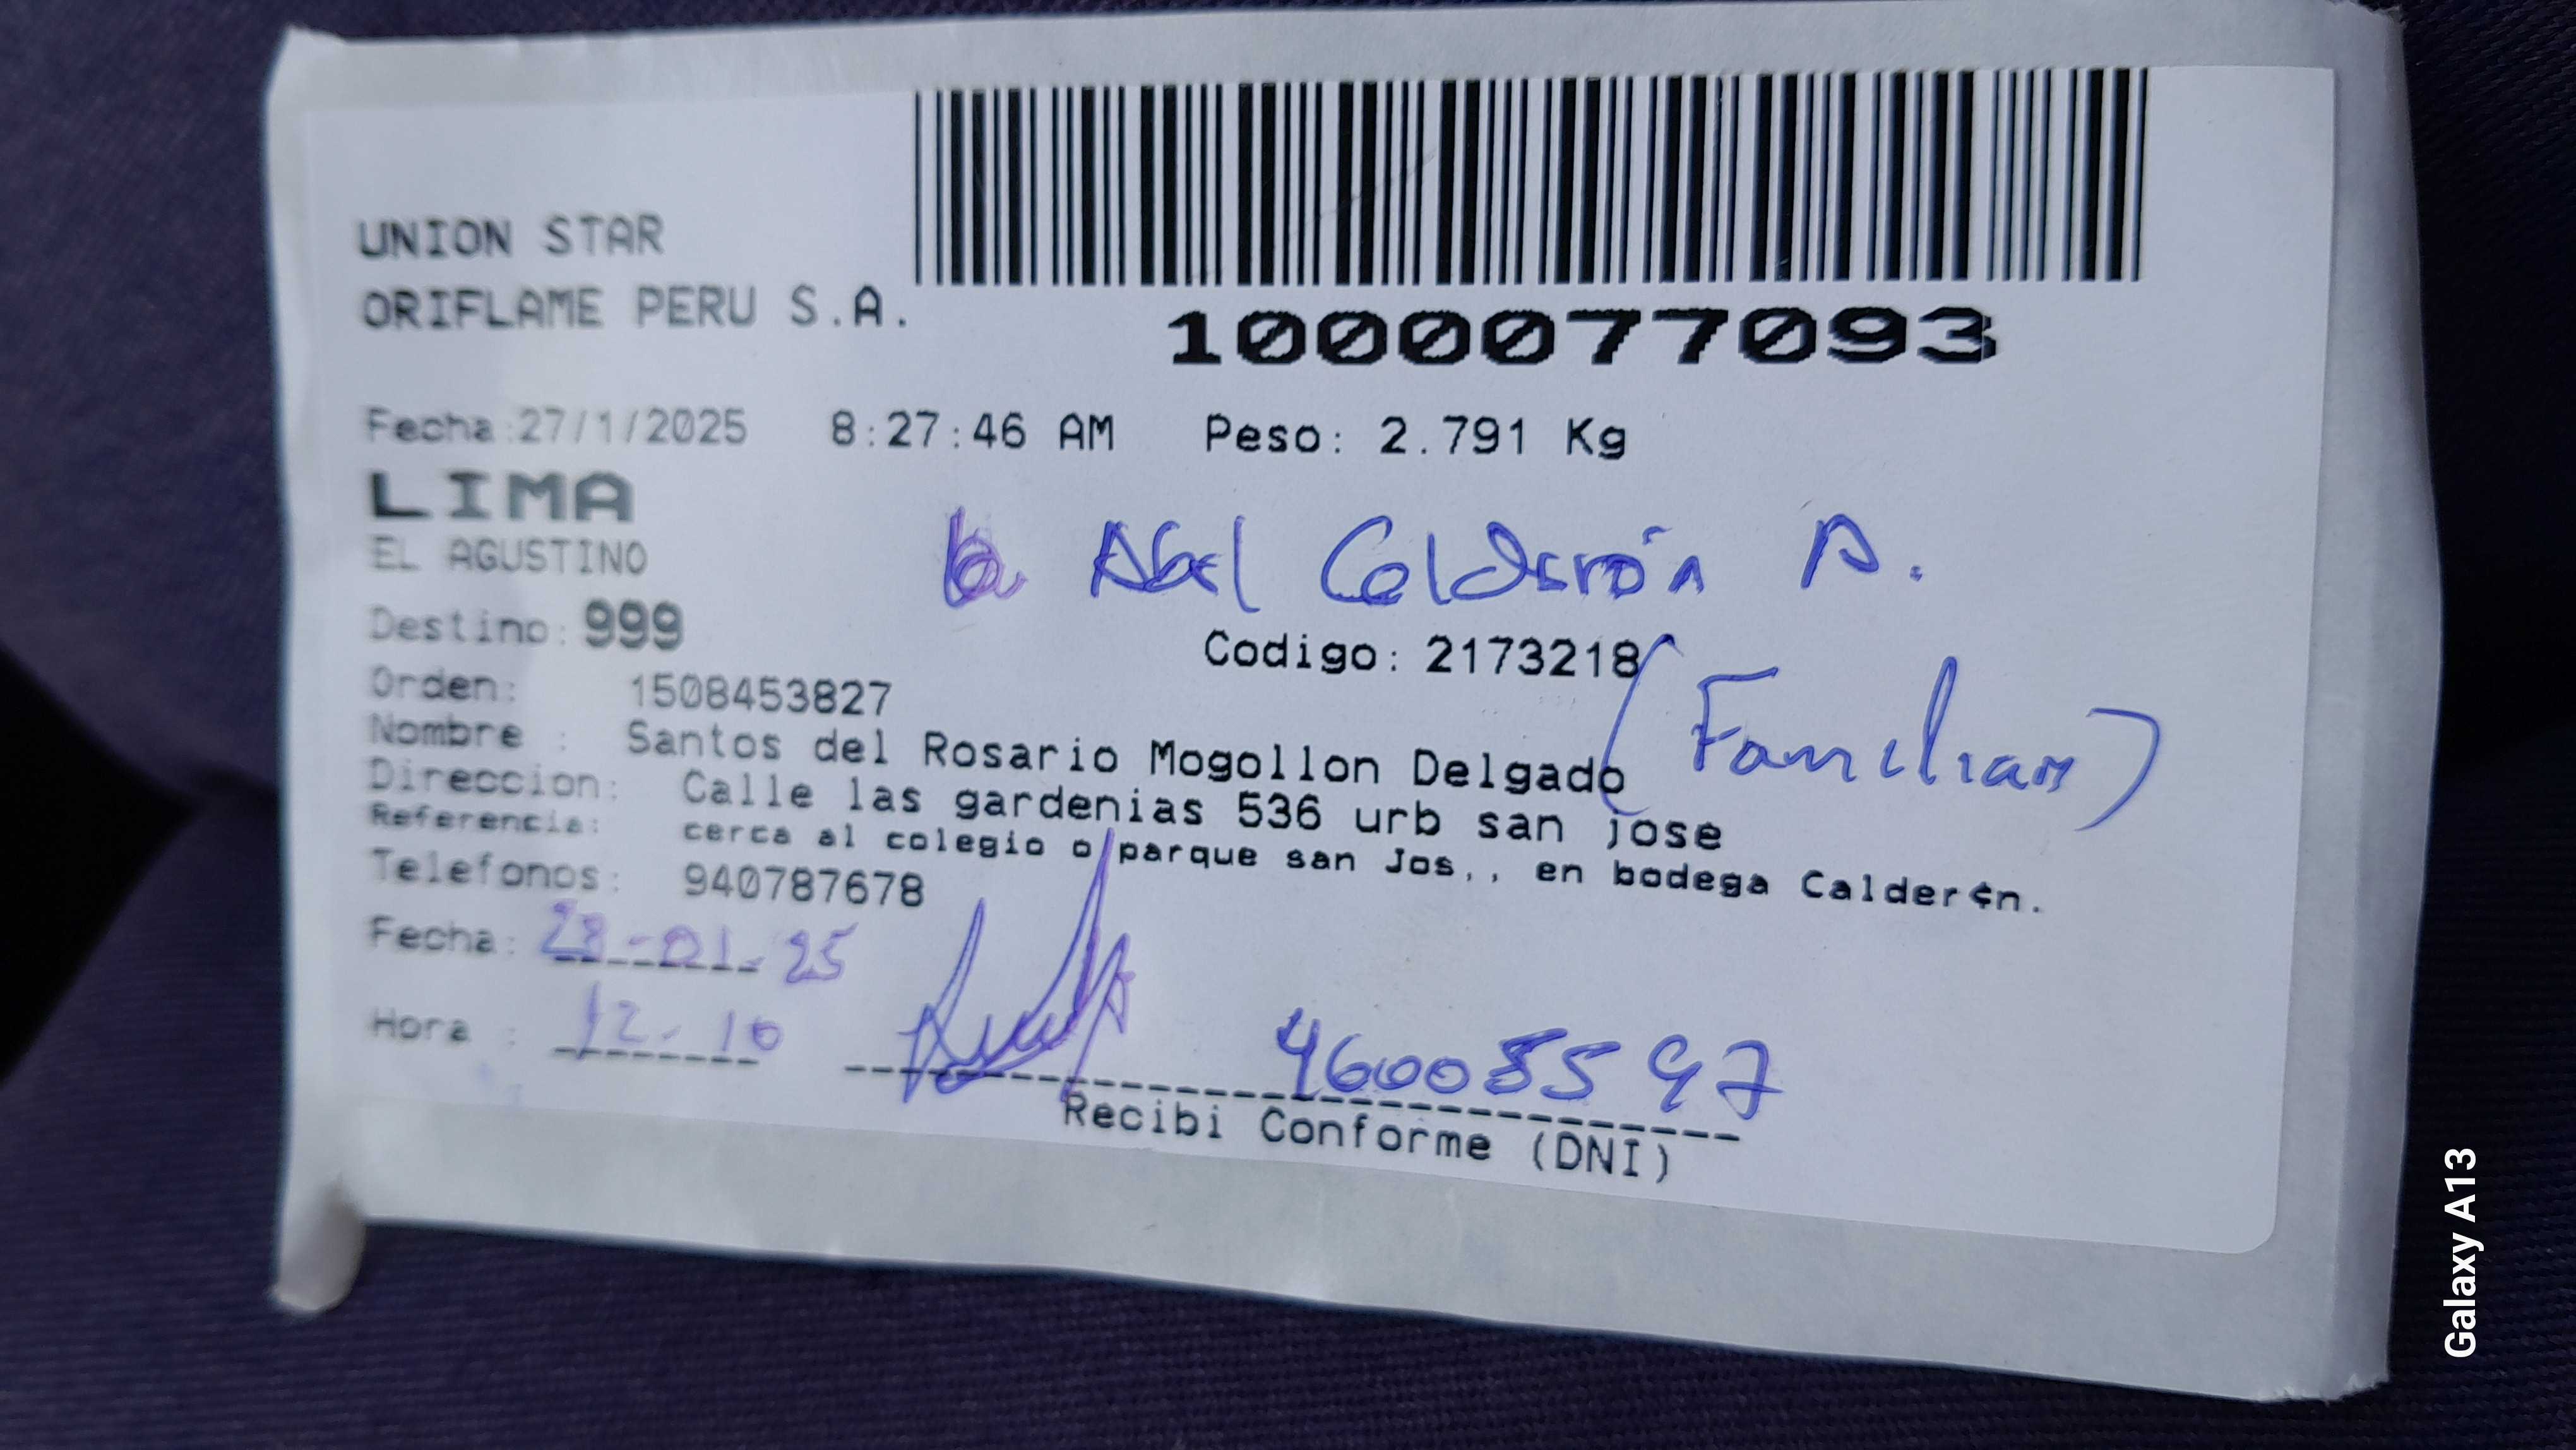 UNION STAR
ORIFLAME PERU S.A.
1000077093
Fecha:27/1/2025 8:27:46 AM Peso: 2.791 Kg
LIMA
EL AGUSTINO
Abel Calderón A.
Destino: 999
Codigo: 2173218
(Familiar)
Orden: 1508453827
Nombre : Santos del Rosario Mogollon Delgado
Direccion: Calle las gardenias 536 urb san jose
Referencia: cerca al colegio o parque san Jos,, en bodega Calder¢n.
Telefonos: 940787678
Fecha: 28-01-25
Hora : 12-10
46008597
Recibi Conforme (DNI)
Galaxy A13